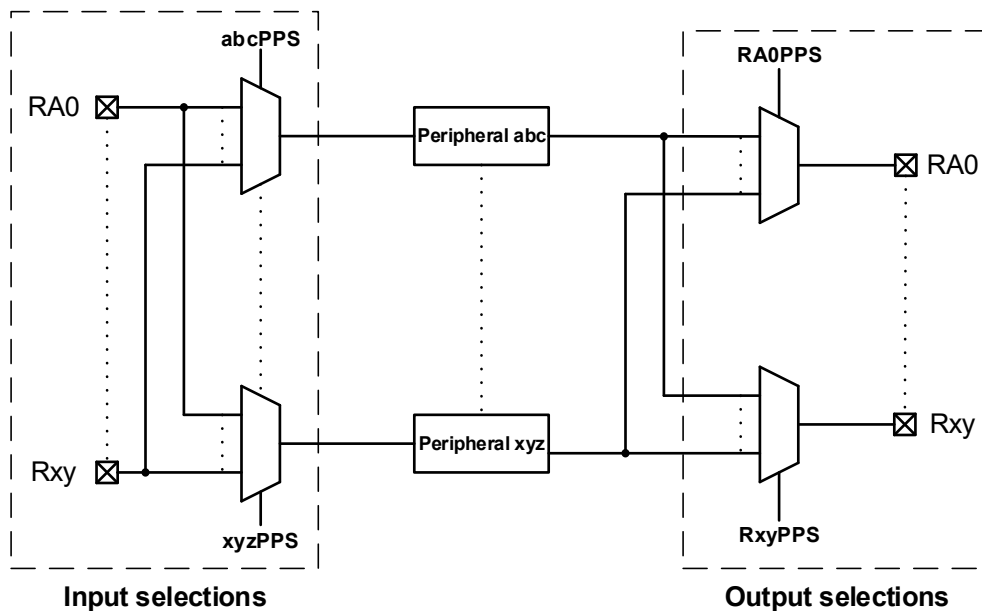 abcPPS
RA0PPS
RA0
Peripheral abc
RA0
Peripheral xyz
Rxy
Rxy
xyzPPS
RxyPPS
Input selections
Output selections